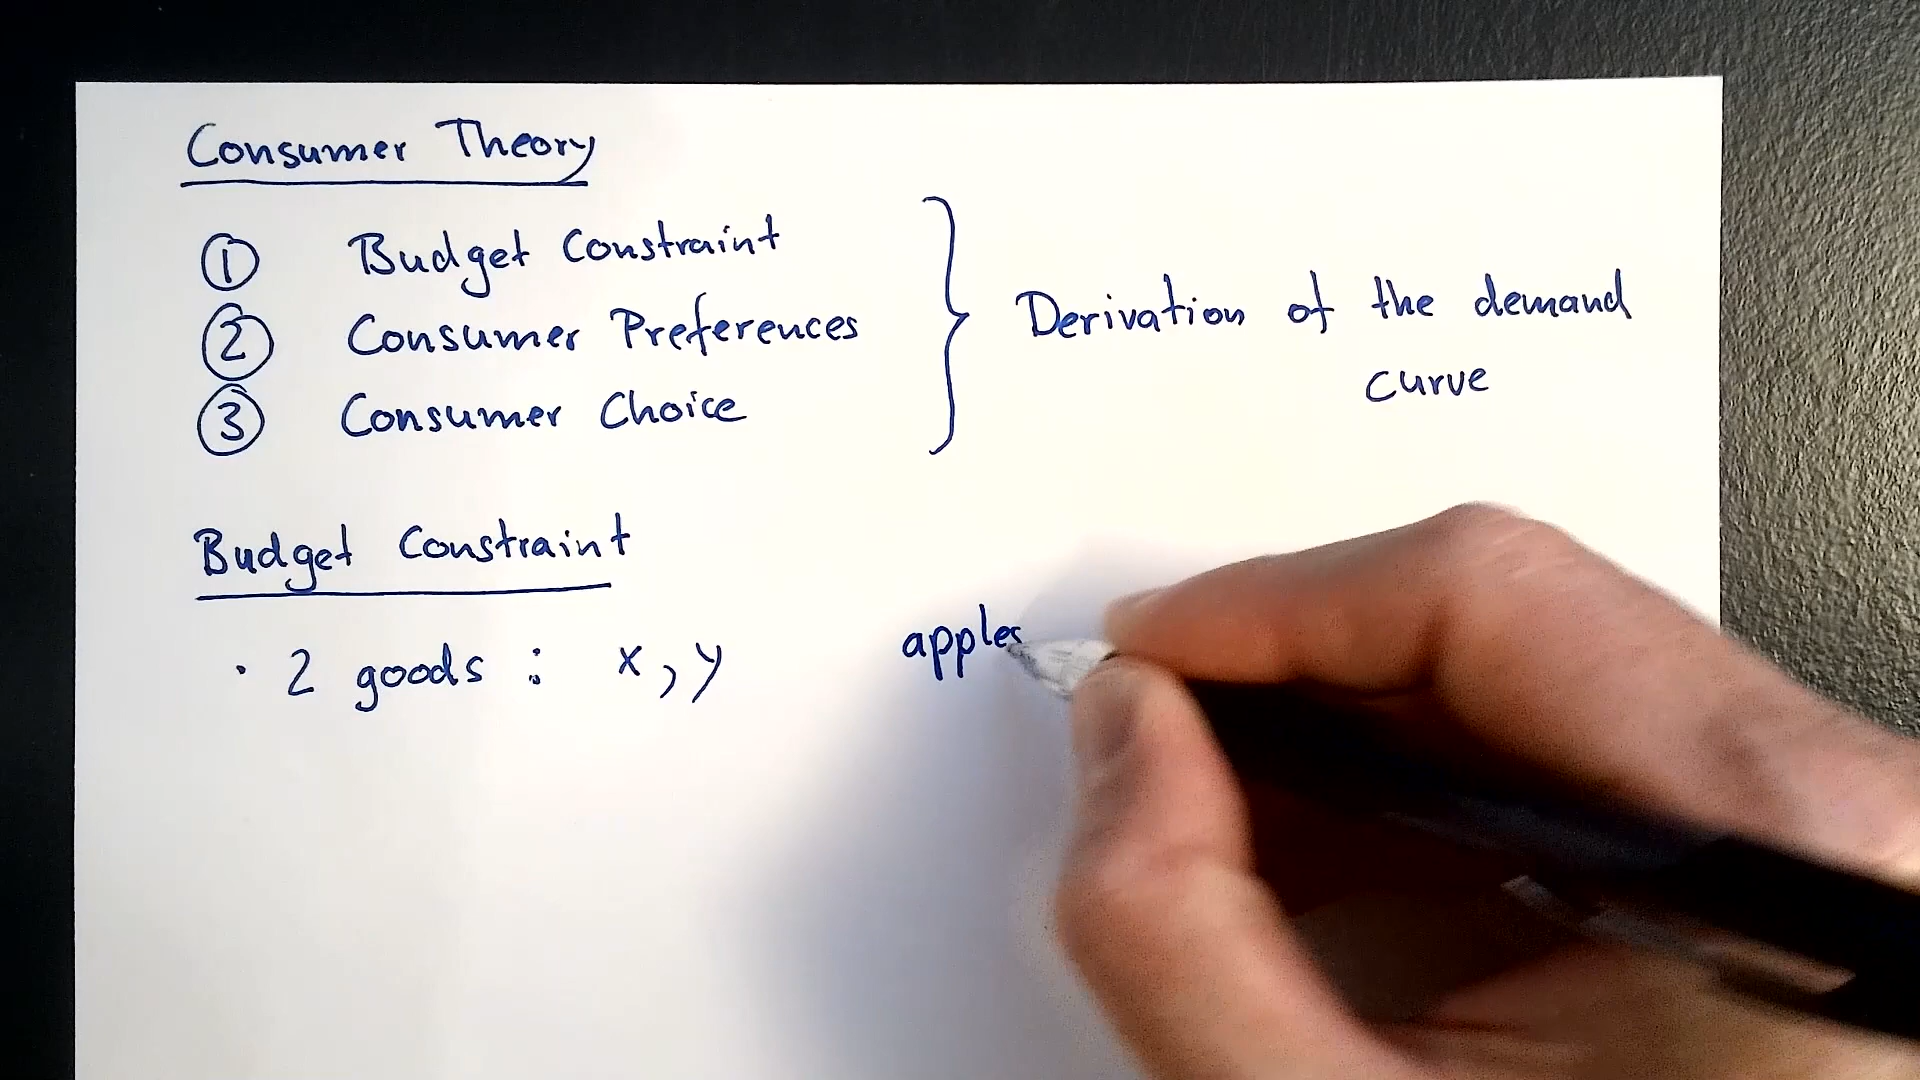 Consumer Theory
① Budget Constraint
② Consumer Preferences
③ Consumer Choice
Derivation of the demand
curve
Budget Constraint
· 2 goods : x, y
apples